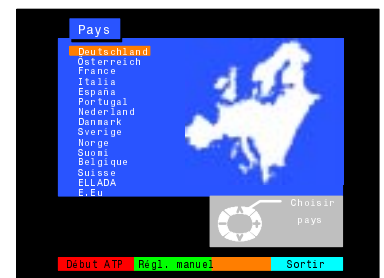 Pays
Deutschland
Österreich
France
Italia
España
Portugal
Nederland
Danmark
Sverige
Norge
Suomi
Belgique
Suisse
ELLADA
E.Eu
Choisir
pays
Début ATP
Régl. manuel
Sortir